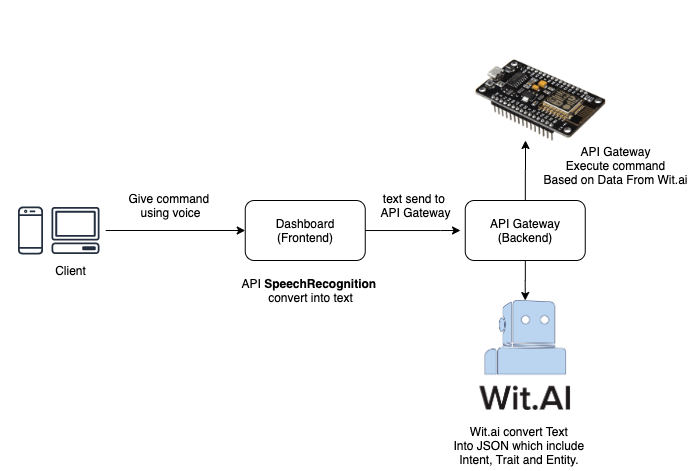 API Gateway
Execute command
Based on Data From Wit.ai
Give command
using voice
text send to
API Gateway
Dashboard
(Frontend)
API Gateway
(Backend)
Client
API SpeechRecognition
convert into text
Wit.AI
Wit.ai convert Text
Into JSON which include
Intent, Trait and Entity.